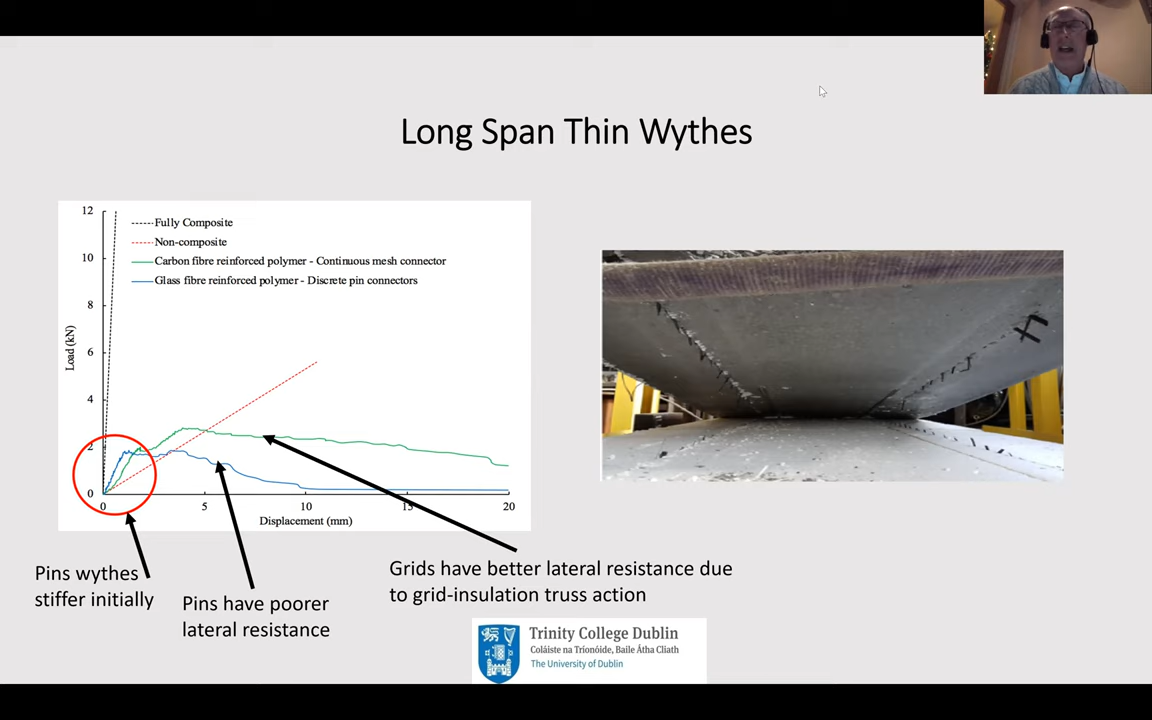 Long Span Thin Wythes
12
10
8
6
4
2
0
Load (kN)
Fully Composite
Non-composite
Carbon fibre reinforced polymer - Continuous mesh connector
Glass fibre reinforced polymer - Discrete pin connectors
0 5 10 15 20
Displacement (mm)
Pins wythes
stiffer initially
Pins have poorer
lateral resistance
Grids have better lateral resistance due
to grid-insulation truss action
Trinity College Dublin
Coláiste na Tríonóide, Baile Átha Cliath
The University of Dublin